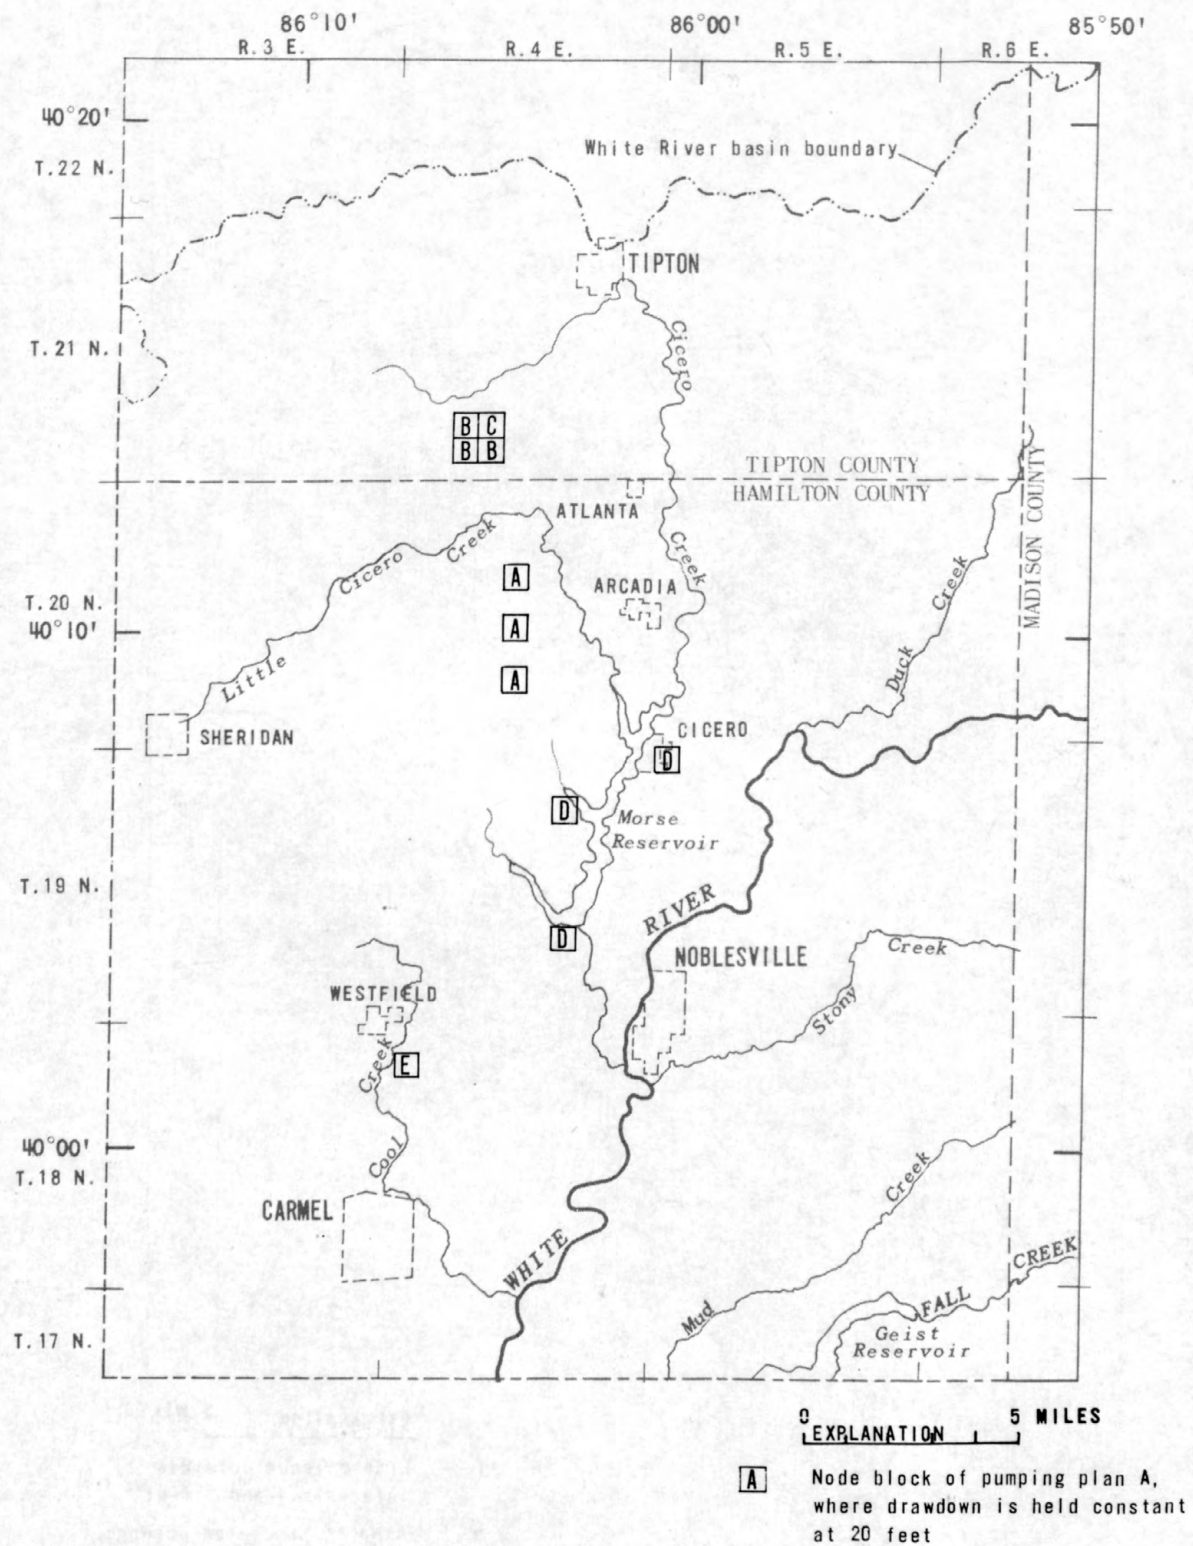 86°10' 86°00' 85°50'
R.3 E. R.4 E. R.5 E. R.6 E.
40°20'
White River basin boundary
T.22 N.
TIPTON
Cicero
T.21 N.
B C
B B
TIPTON COUNTY
HAMILTON COUNTY
MADISON COUNTY
ATLANTA
Creek
Little Cicero Creek
A
ARCADIA
Duck Creek
T.20 N.
40°10'
A
A
SHERIDAN
CICERO
D
D
Morse
Reservoir
T.19 N.
RIVER
D
NOBLESVILLE
Creek
Stony
WESTFIELD
Creek
E
40°00'
Cool
T.18 N.
Creek
CARMEL
WHITE
CREEK
FALL
Mud
Geist
Reservoir
T.17 N.
0 5 MILES
EXPLANATION
A Node block of pumping plan A,
where drawdown is held constant
at 20 feet